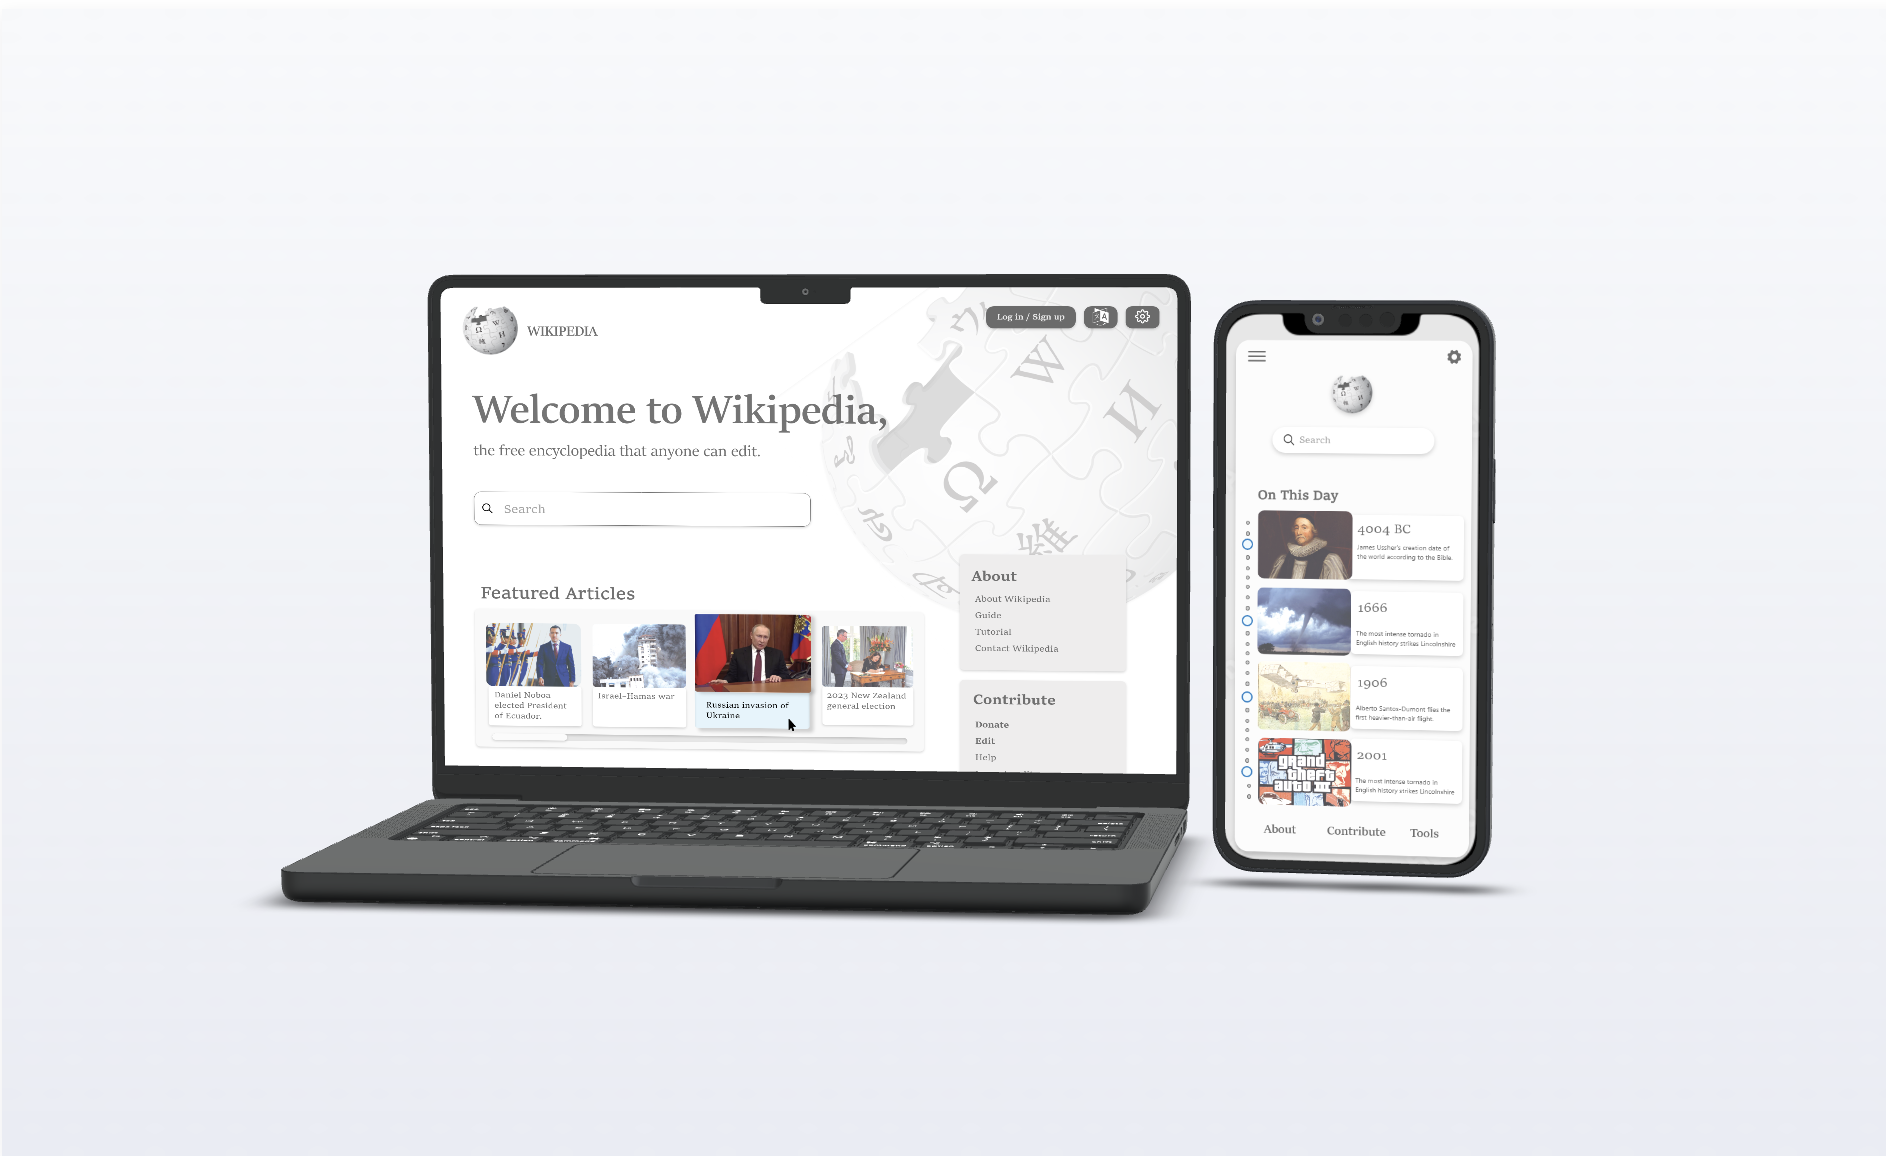 WIKIPEDIA
Log in / Sign up
Welcome to Wikipedia,
the free encyclopedia that anyone can edit.
Search
Featured Articles
Daniel Noboa
elected President
of Ecuador.
Israel-Hamas war
Russian invasion of
Ukraine
2023 New Zealand
general election
About
About Wikipedia
Guide
Tutorial
Contact Wikipedia
Contribute
Donate
Edit
Help
W
И
Ω
維
Search
On This Day
4004 BC
James Ussher's creation date of
the world according to the Bible.
1666
The most intense tornado in
English history strikes Lincolnshire
1906
Alberto Santos-Dumont flies the
first heavier-than-air flight.
grand
theft
auto III
2001
The most intense tornado in
English history strikes Lincolnshire
About
Contribute
Tools